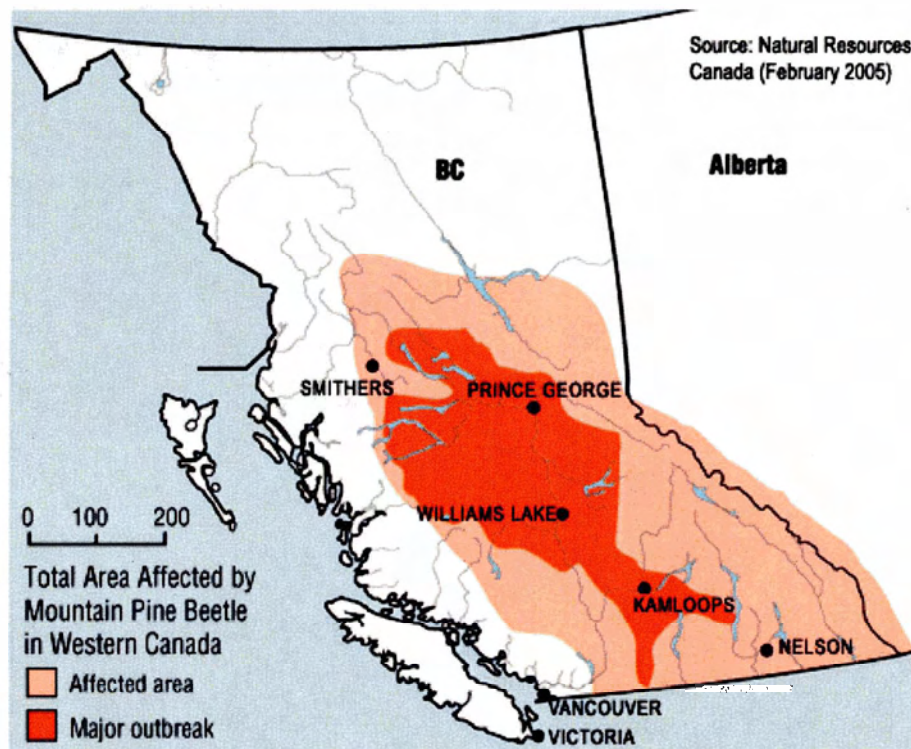 Source: Natural Resources
Canada (February 2005)
BC
Alberta
SMITHERS
PRINCE GEORGE
WILLIAMS LAKE
0 100 200
KAMLOOPS
Total Area Affected by
Mountain Pine Beetle
in Western Canada
NELSON
Affected area
VANCOUVER
Major outbreak
VICTORIA